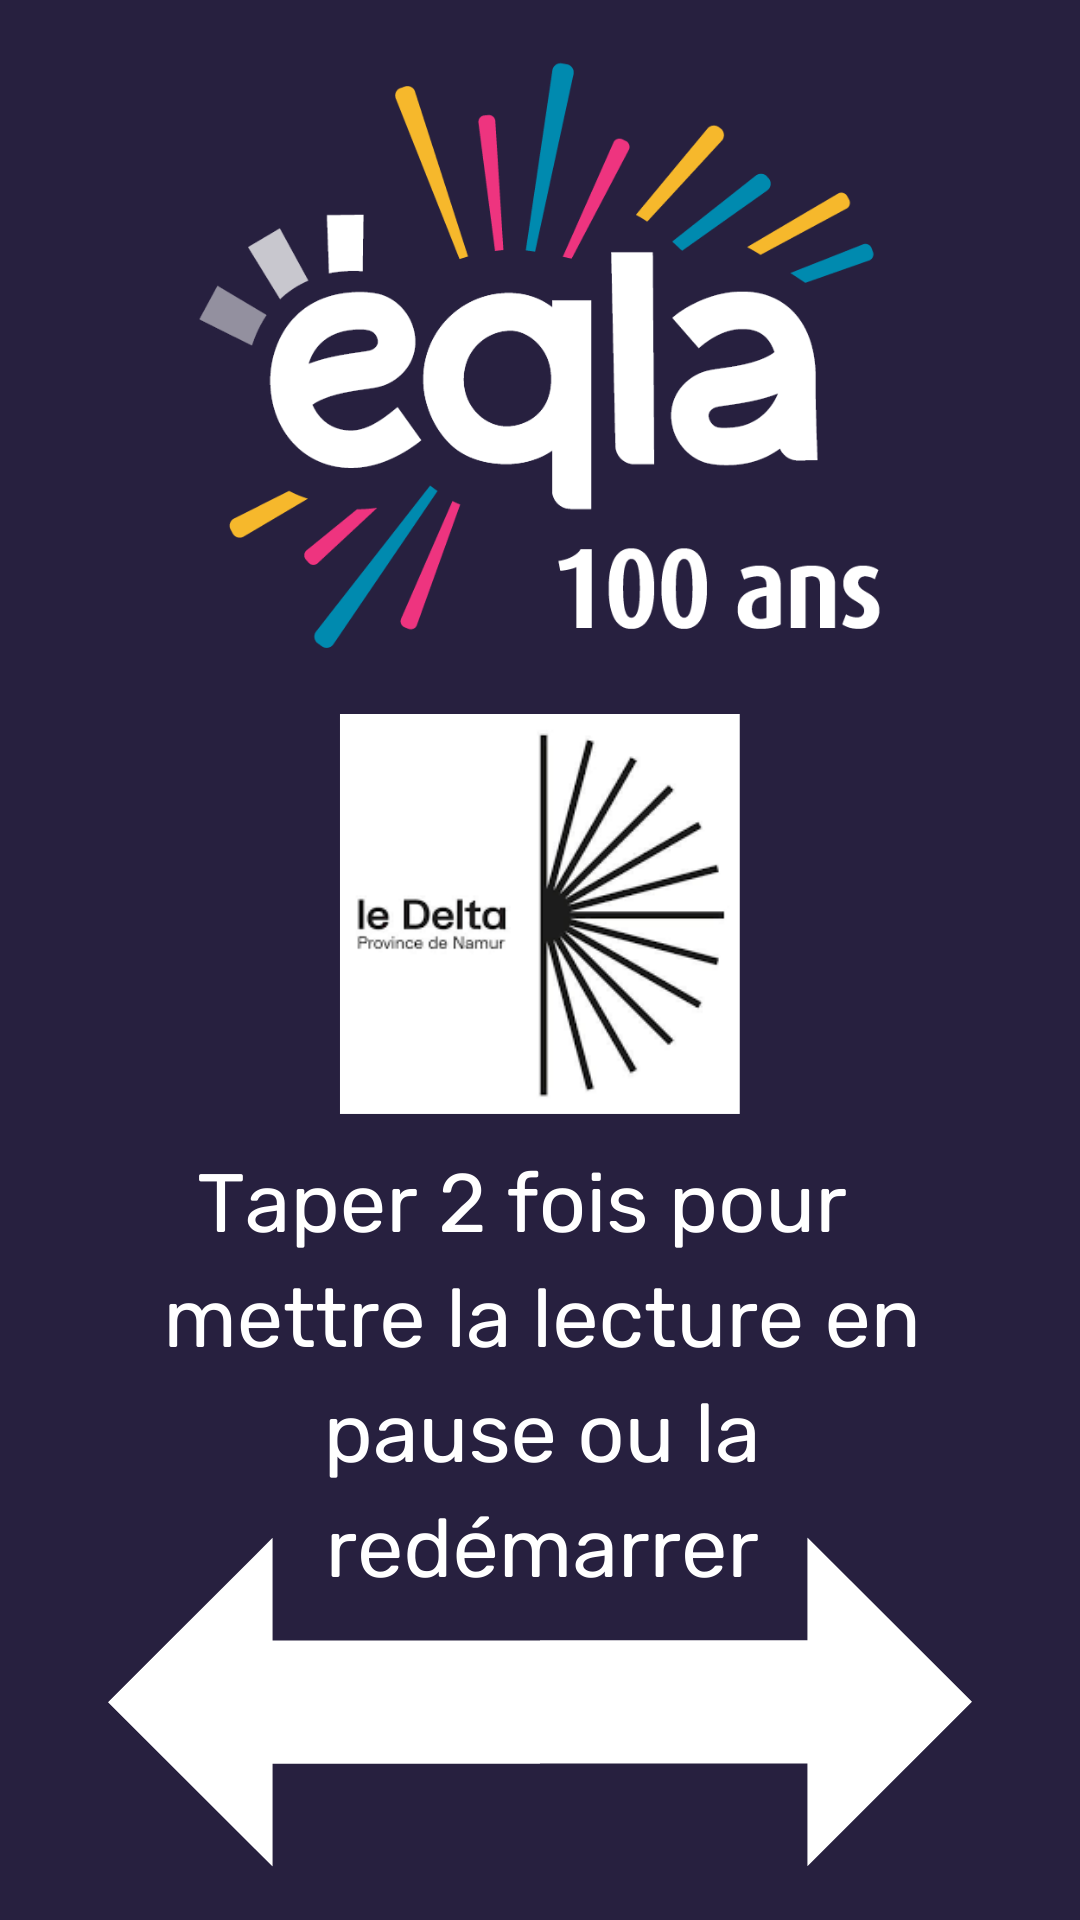 éqla
100 ans
le Delta
Province de Namur
Taper 2 fois pour
mettre la lecture en
pause ou la
redémarrer